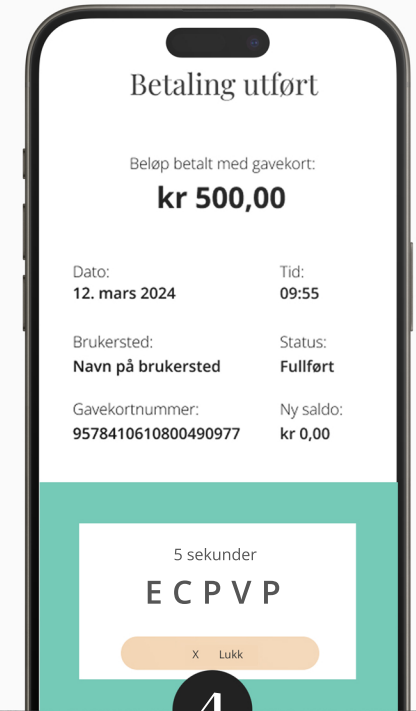 Betaling utført
Beløp betalt med gavekort:
kr 500,00
Dato:
Tid:
12. mars 2024
09:55
Brukersted:
Status:
Navn på brukersted
Fullført
Gavekortnummer:
Ny saldo:
9578410610800490977
kr 0,00
5 sekunder
E C P V P
X Lukk
4